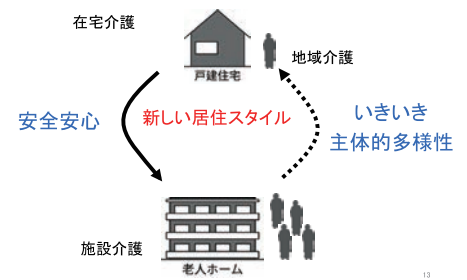 在宅介護
戸建住宅
地域介護
安全安心
新しい居住スタイル
いきいき
主体的多様性
施設介護
老人ホーム
13